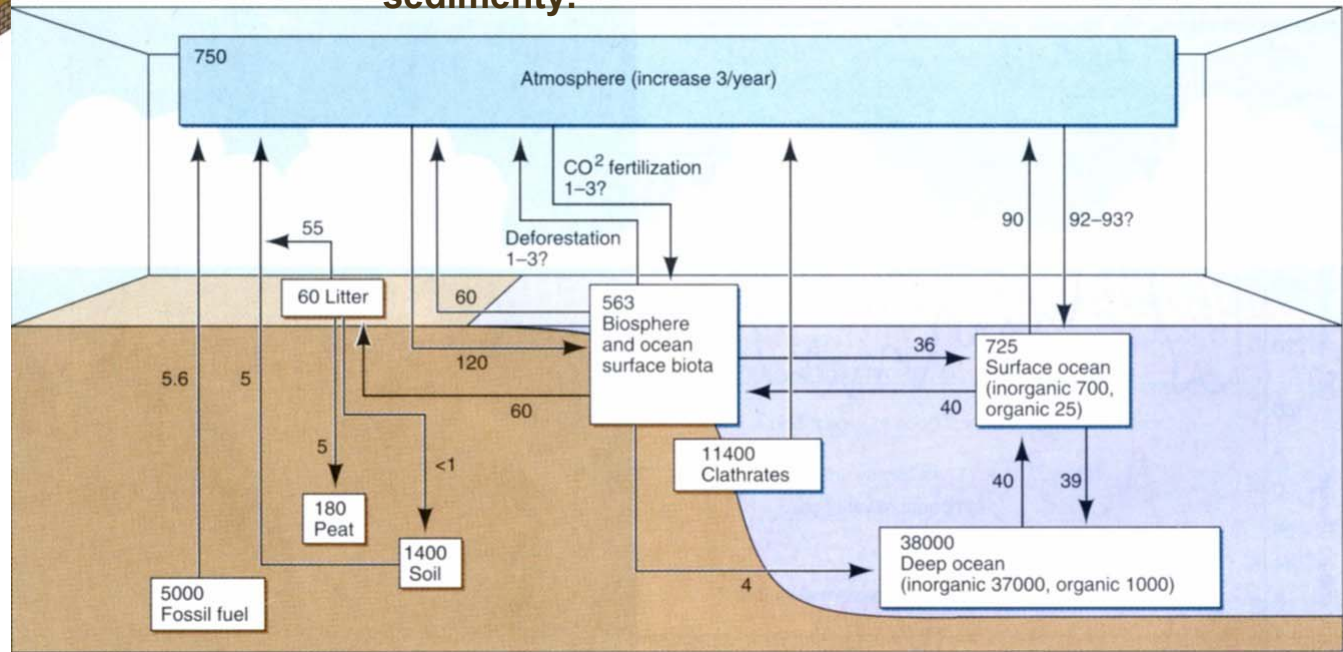 sedimenty.
750
Atmosphere (increase 3/year)
CO² fertilization
1–3?
55
90
92–93?
Deforestation
1–3?
60 Litter
60
563
Biosphere
and ocean
surface biota
36
725
Surface ocean
(inorganic 700,
organic 25)
120
5.6
5
60
40
5
<1
11400
Clathrates
40
39
180
Peat
1400
Soil
38000
Deep ocean
(inorganic 37000, organic 1000)
4
5000
Fossil fuel